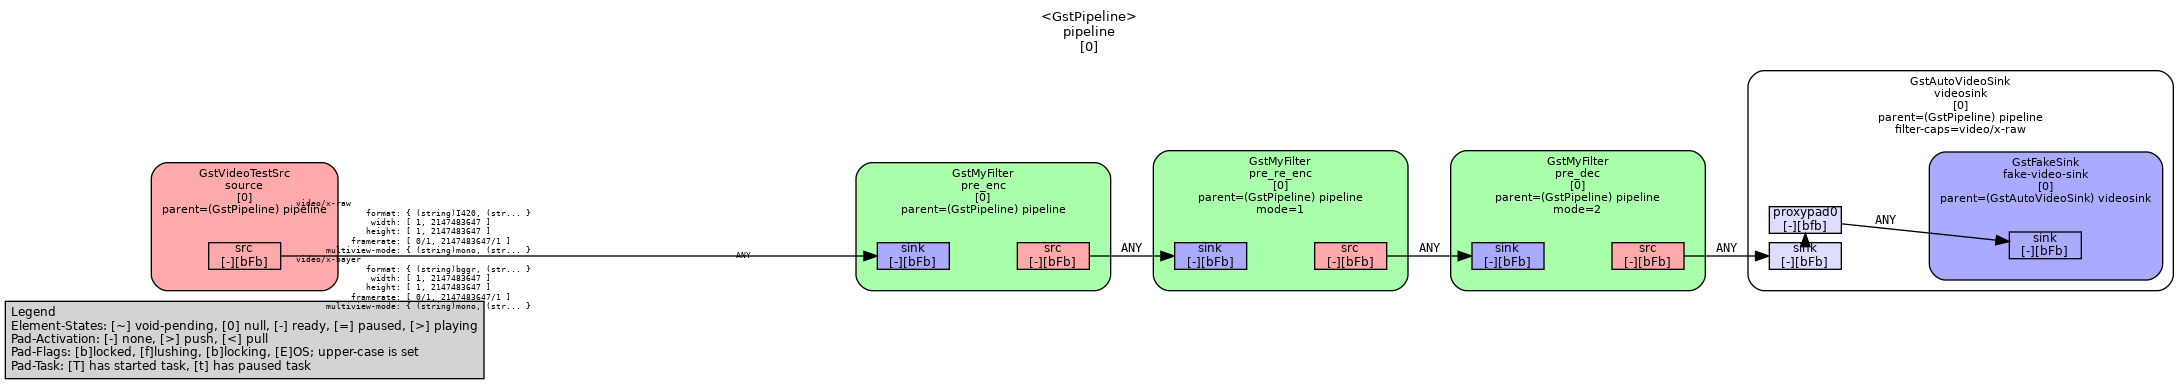 <GstPipeline>
pipeline
[0]
GstVideoTestSrc
source
[0]
parent=(GstPipeline) pipeline
src
[-][bFb]
video/x-raw
format: { (string)I420, (str... }
width: [ 1, 2147483647 ]
height: [ 1, 2147483647 ]
framerate: [ 0/1, 2147483647/1 ]
multiview-mode: { (string)mono, (str... }
video/x-bayer
format: { (string)bggr, (str... }
width: [ 1, 2147483647 ]
height: [ 1, 2147483647 ]
framerate: [ 0/1, 2147483647/1 ]
multiview-mode: { (string)mono, (str... }
ANY
GstMyFilter
pre_enc
[0]
parent=(GstPipeline) pipeline
sink
[-][bFb]
src
[-][bFb]
ANY
GstMyFilter
pre_re_enc
[0]
parent=(GstPipeline) pipeline
mode=1
sink
[-][bFb]
src
[-][bFb]
ANY
GstMyFilter
pre_dec
[0]
parent=(GstPipeline) pipeline
mode=2
sink
[-][bFb]
src
[-][bFb]
ANY
GstAutoVideoSink
videosink
[0]
parent=(GstPipeline) pipeline
filter-caps=video/x-raw
proxypad0
[-][bfb]
sink
[-][bFb]
ANY
GstFakeSink
fake-video-sink
[0]
parent=(GstAutoVideoSink) videosink
sink
[-][bFb]
Legend
Element-States: [~] void-pending, [0] null, [-] ready, [=] paused, [>] playing
Pad-Activation: [-] none, [>] push, [<] pull
Pad-Flags: [b]locked, [f]lushing, [b]locking, [E]OS; upper-case is set
Pad-Task: [T] has started task, [t] has paused task